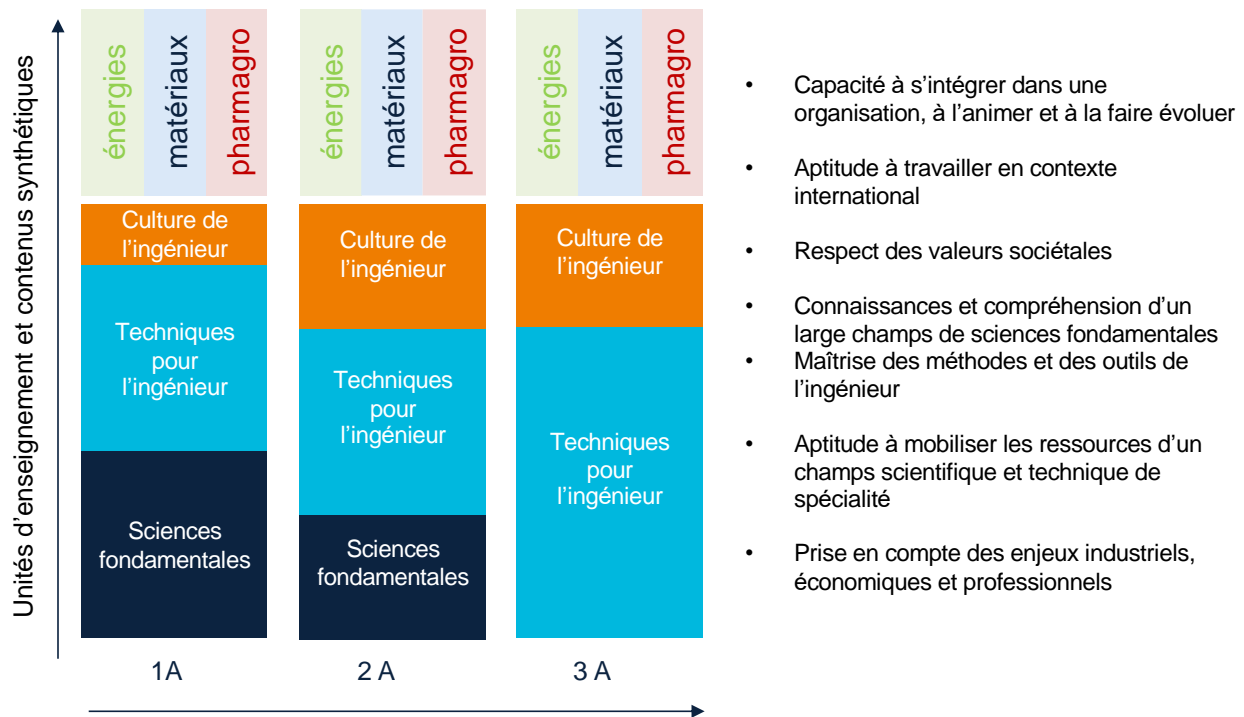 Unités d’enseignement et contenus synthétiques
énergies
matériaux
pharmagro
Culture de
l’ingénieur
Techniques
pour
l’ingénieur
Sciences
fondamentales
1A
énergies
matériaux
pharmagro
Culture de
l’ingénieur
Techniques
pour
l’ingénieur
Sciences
fondamentales
2 A
énergies
matériaux
pharmagro
Culture de
l’ingénieur
Techniques
pour
l’ingénieur
3 A
• Capacité à s’intégrer dans une
organisation, à l’animer et à la faire évoluer
• Aptitude à travailler en contexte
international
• Respect des valeurs sociétales
• Connaissances et compréhension d’un
large champs de sciences fondamentales
• Maîtrise des méthodes et des outils de
l’ingénieur
• Aptitude à mobiliser les ressources d’un
champs scientifique et technique de
spécialité
• Prise en compte des enjeux industriels,
économiques et professionnels